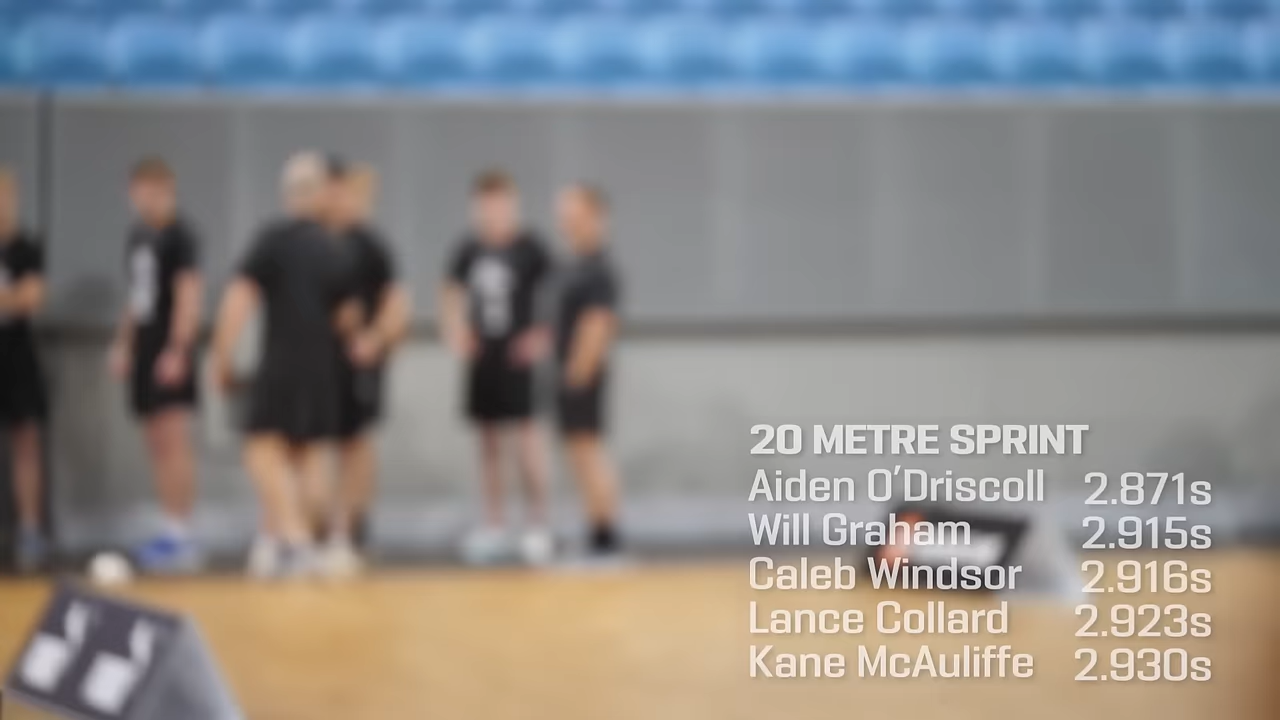 20 METRE SPRINT
Aiden O'Driscoll 2.871s
Will Graham 2.915s
Caleb Windsor 2.916s
Lance Collard 2.923s
Kane McAuliffe 2.930s